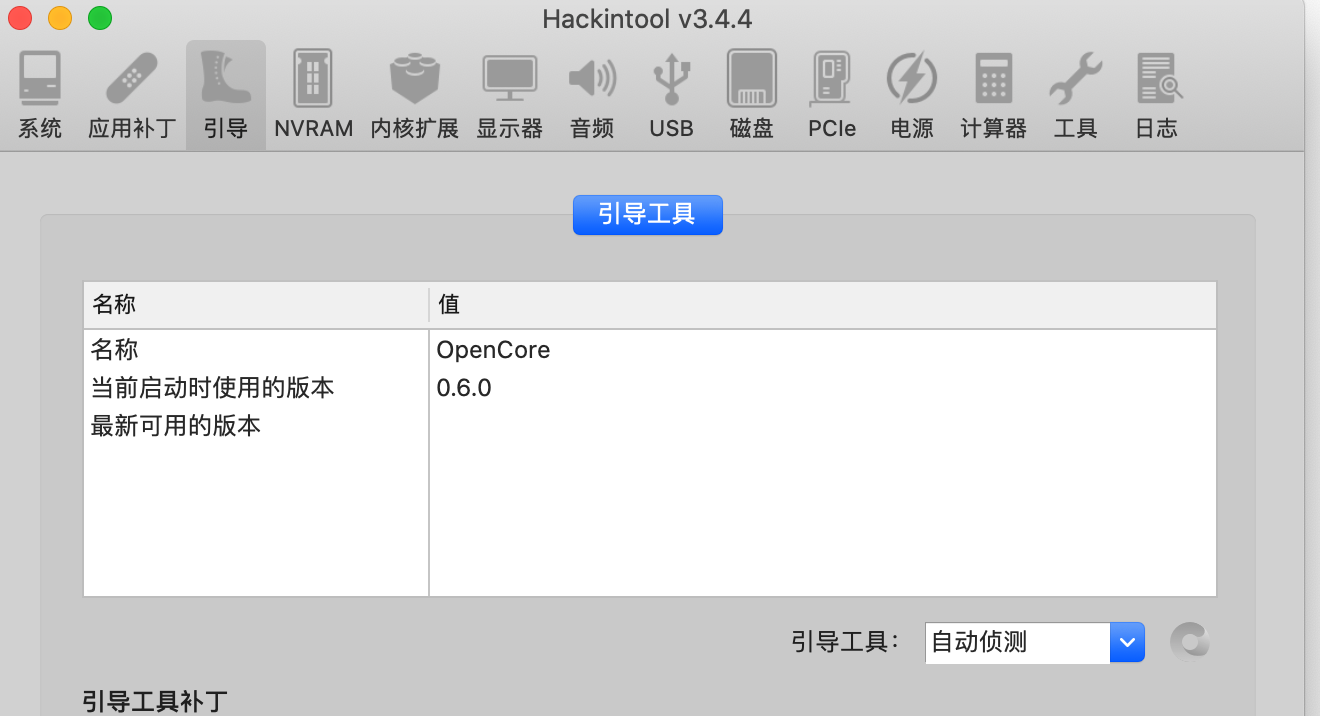 Hackintool v3.4.4
系统 应用补丁 引导 NVRAM 内核扩展 显示器 音频 USB 磁盘 PCIe 电源 计算器 工具 日志
引导工具
名称 值
名称 OpenCore
当前启动时使用的版本 0.6.0
最新可用的版本
引导工具： 自动侦测
引导工具补丁